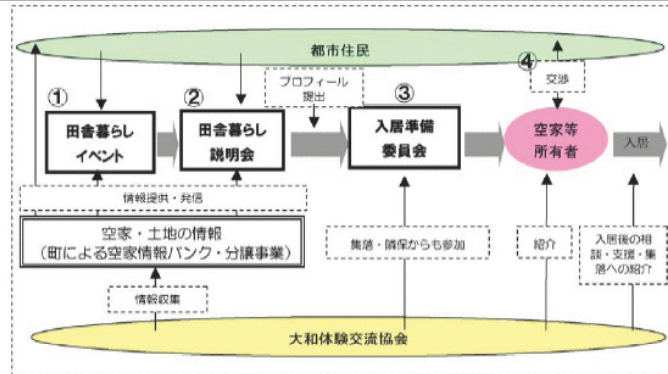 都市住民
④
交渉
プロフィール
提出
①
②
③
田舎暮らし
イベント
田舎暮らし
説明会
入居準備
委員会
空家等
所有者
入居
情報提供・発信
空家・土地の情報
(町による空家情報バンク・分譲事業)
集落・隣保からも参加
紹介
入居後の相
談・支援・集
落への紹介
情報収集
大和体験交流協会